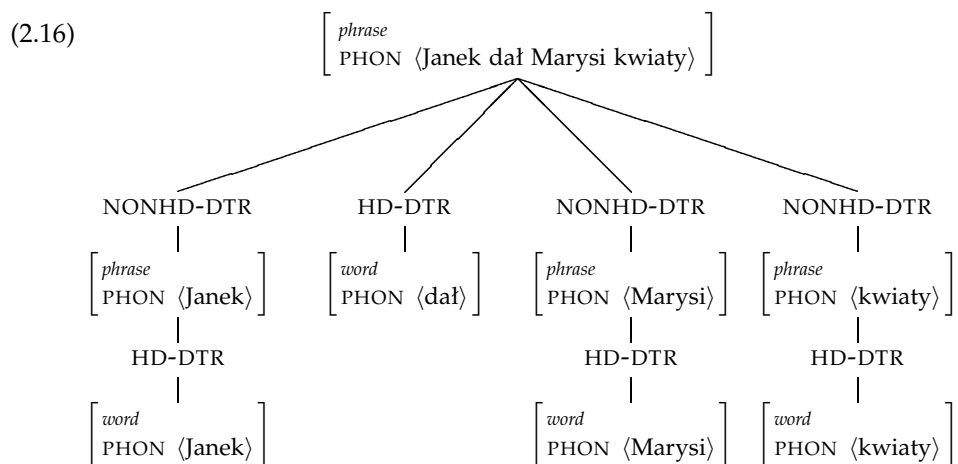 (2.16)
phrase
PHON ⟨Janek dał Marysi kwiaty⟩
NONHD-DTR HD-DTR NONHD-DTR NONHD-DTR
phrase word phrase phrase
PHON ⟨Janek⟩ PHON ⟨dał⟩ PHON ⟨Marysi⟩ PHON ⟨kwiaty⟩
HD-DTR HD-DTR HD-DTR
word word word
PHON ⟨Janek⟩ PHON ⟨Marysi⟩ PHON ⟨kwiaty⟩